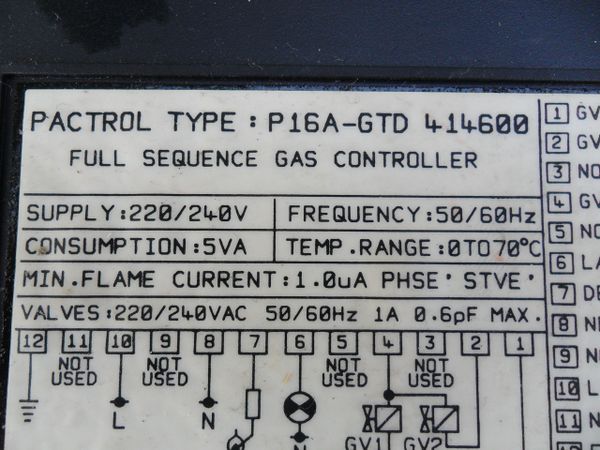 PACTROL TYPE : P16A-GTD 414600
FULL SEQUENCE GAS CONTROLLER
SUPPLY:220/240V FREQUENCY:50/60Hz
CONSUMPTION:5VA TEMP.RANGE:0TO70°C
MIN.FLAME CURRENT:1.0uA PHSE' STVE'
VALVES:220/240VAC 50/60Hz 1A 0.6pF MAX.
12 11 10 9 8 7 6 5 4 3 2 1
NOT USED NOT USED NOT USED NOT USED
L N N GV1 GV2
1 GV
2 GV
3 NO
4 GV
5 NO
6 LA
7 DE
8 NE
9 NE
10 L
11 N